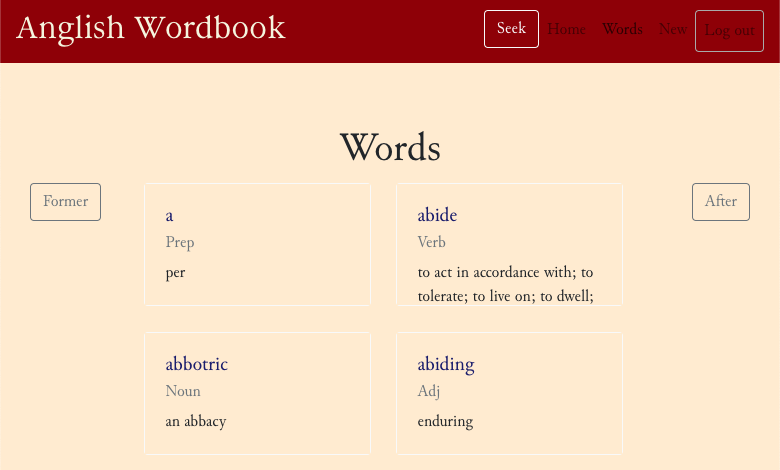 Anglish Wordbook
Seek Home Words New Log out
Words
Former
After
a
Prep
per
abide
Verb
to act in accordance with; to
tolerate; to live on; to dwell;
abbotric
Noun
an abbacy
abiding
Adj
enduring